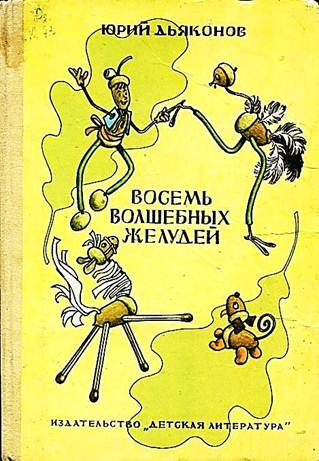 ЮРИЙ ДЬЯКОНОВ
ВОСЕМЬ
ВОЛШЕБНЫХ
ЖЕЛУДЕЙ
ИЗДАТЕЛЬСТВО „ДЕТСКАЯ ЛИТЕРАТУРА"